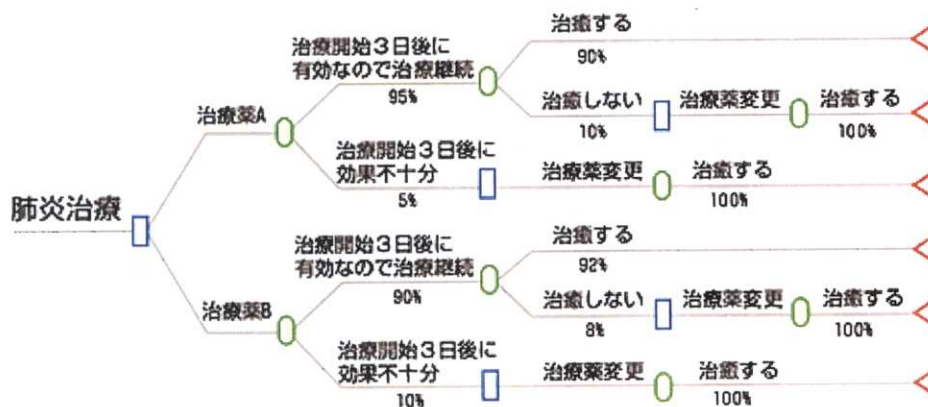 治癒する
90%
治療開始3日後に
有効なので治療継続
95%
治癒しない
10%
治療薬変更
治癒する
100%
治療薬A
治療開始3日後に
効果不十分
5%
治療薬変更
治癒する
100%
肺炎治療
治癒する
92%
治療開始3日後に
有効なので治療継続
90%
治癒しない
8%
治療薬変更
治癒する
100%
治療薬B
治療開始3日後に
効果不十分
10%
治療薬変更
治癒する
100%